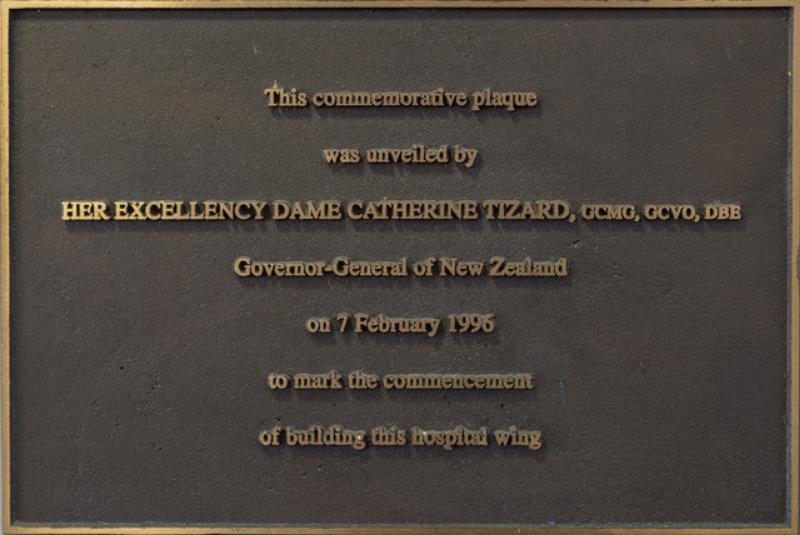 This commemorative plaque
was unveiled by
HER EXCELLENCY DAME CATHERINE TIZARD, GCMG, GCVO, DBE
Governor-General of New Zealand
on 7 February 1996
to mark the commencement
of building this hospital wing